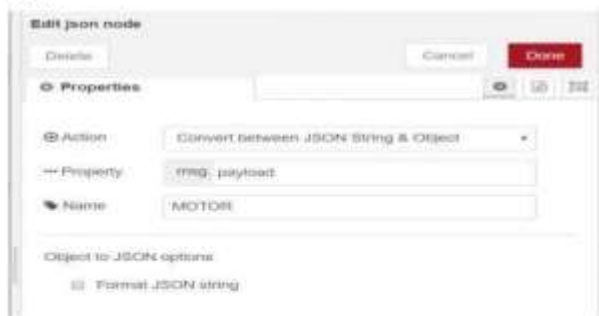 Edit json node
Delete Cancel Done
Properties
Action Convert between JSON String & Object
Property msg. payload
Name MOTOR
Object to JSON options
Format JSON string